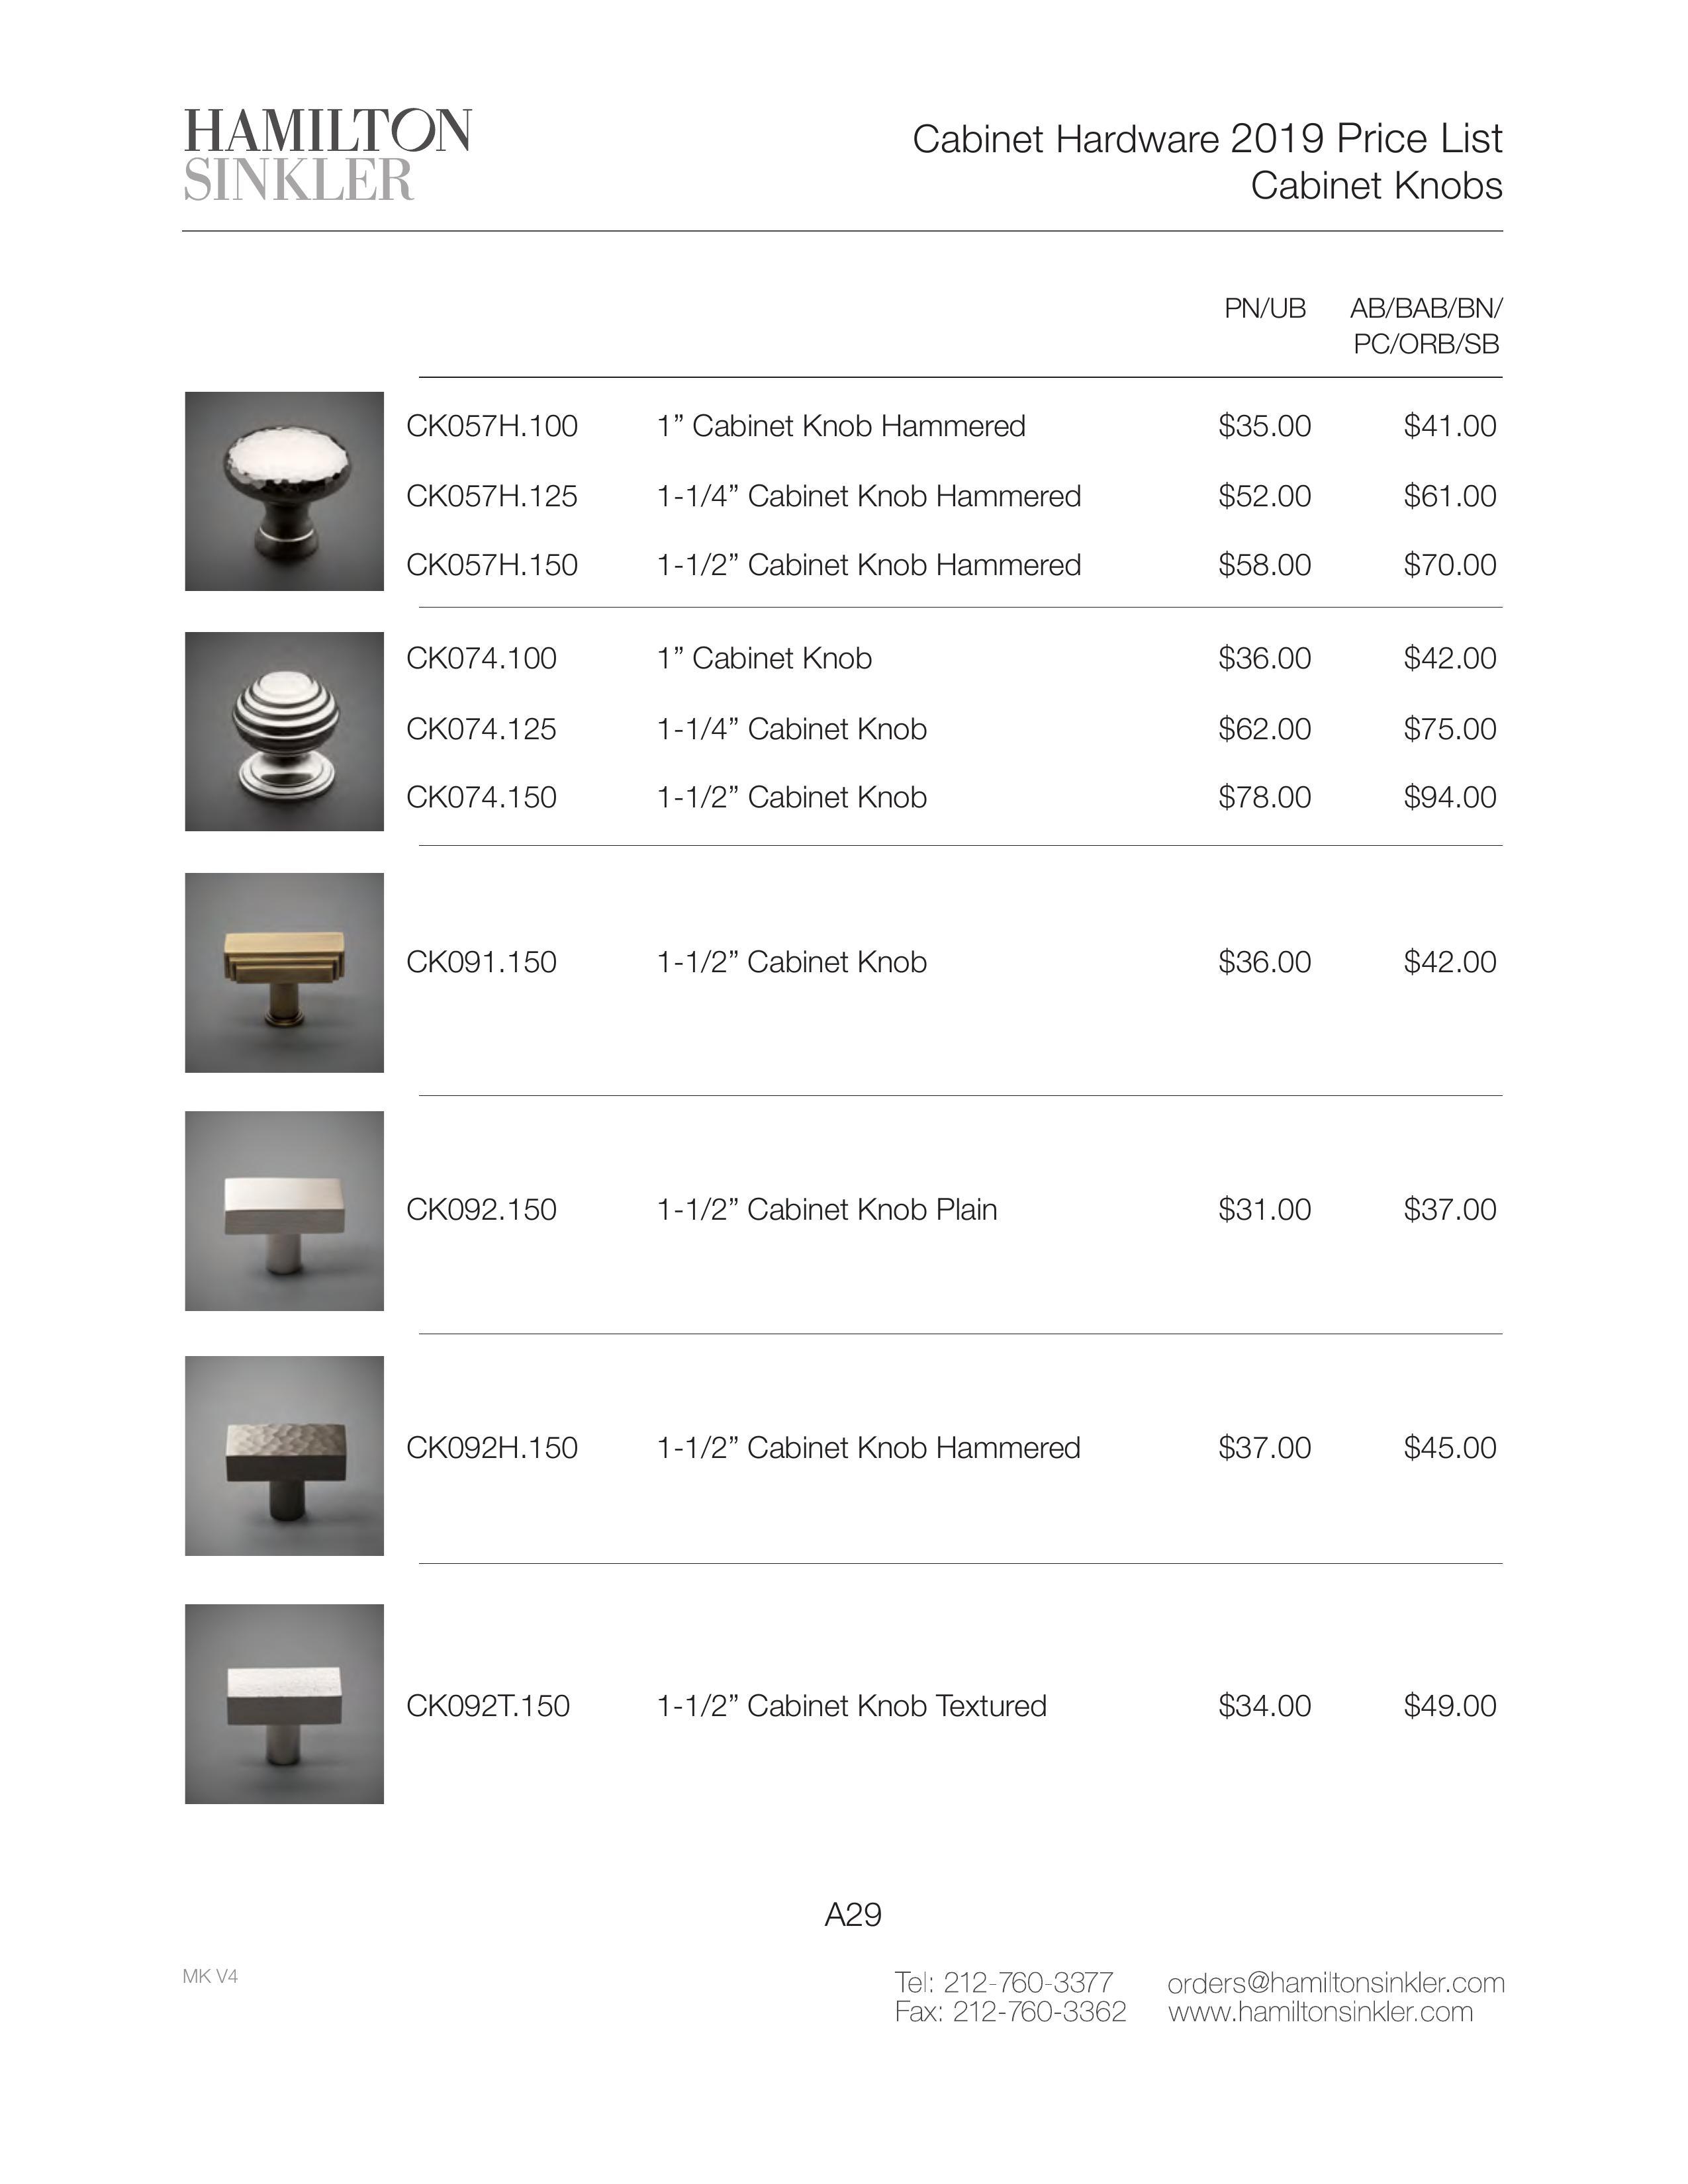 HAMILTON
SINKLER
Cabinet Hardware 2019 Price List
Cabinet Knobs
PN/UB AB/BAB/BN/
PC/ORB/SB
CK057H.100 1” Cabinet Knob Hammered $35.00 $41.00
CK057H.125 1-1/4” Cabinet Knob Hammered $52.00 $61.00
CK057H.150 1-1/2” Cabinet Knob Hammered $58.00 $70.00
CK074.100 1” Cabinet Knob $36.00 $42.00
CK074.125 1-1/4” Cabinet Knob $62.00 $75.00
CK074.150 1-1/2” Cabinet Knob $78.00 $94.00
CK091.150 1-1/2” Cabinet Knob $36.00 $42.00
CK092.150 1-1/2” Cabinet Knob Plain $31.00 $37.00
CK092H.150 1-1/2” Cabinet Knob Hammered $37.00 $45.00
CK092T.150 1-1/2” Cabinet Knob Textured $34.00 $49.00
A29
MK V4
Tel: 212-760-3377 orders@hamiltonsinkler.com
Fax: 212-760-3362 www.hamiltonsinkler.com